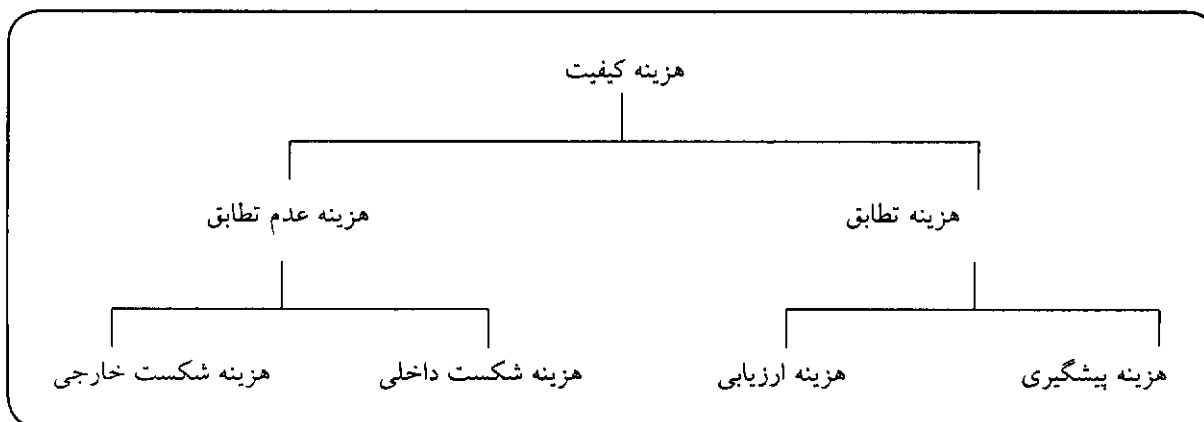 هزینه کیفیت
هزینه تطابق هزینه عدم تطابق
هزینه پیشگیری هزینه ارزیابی هزینه شکست داخلی هزینه شکست خارجی